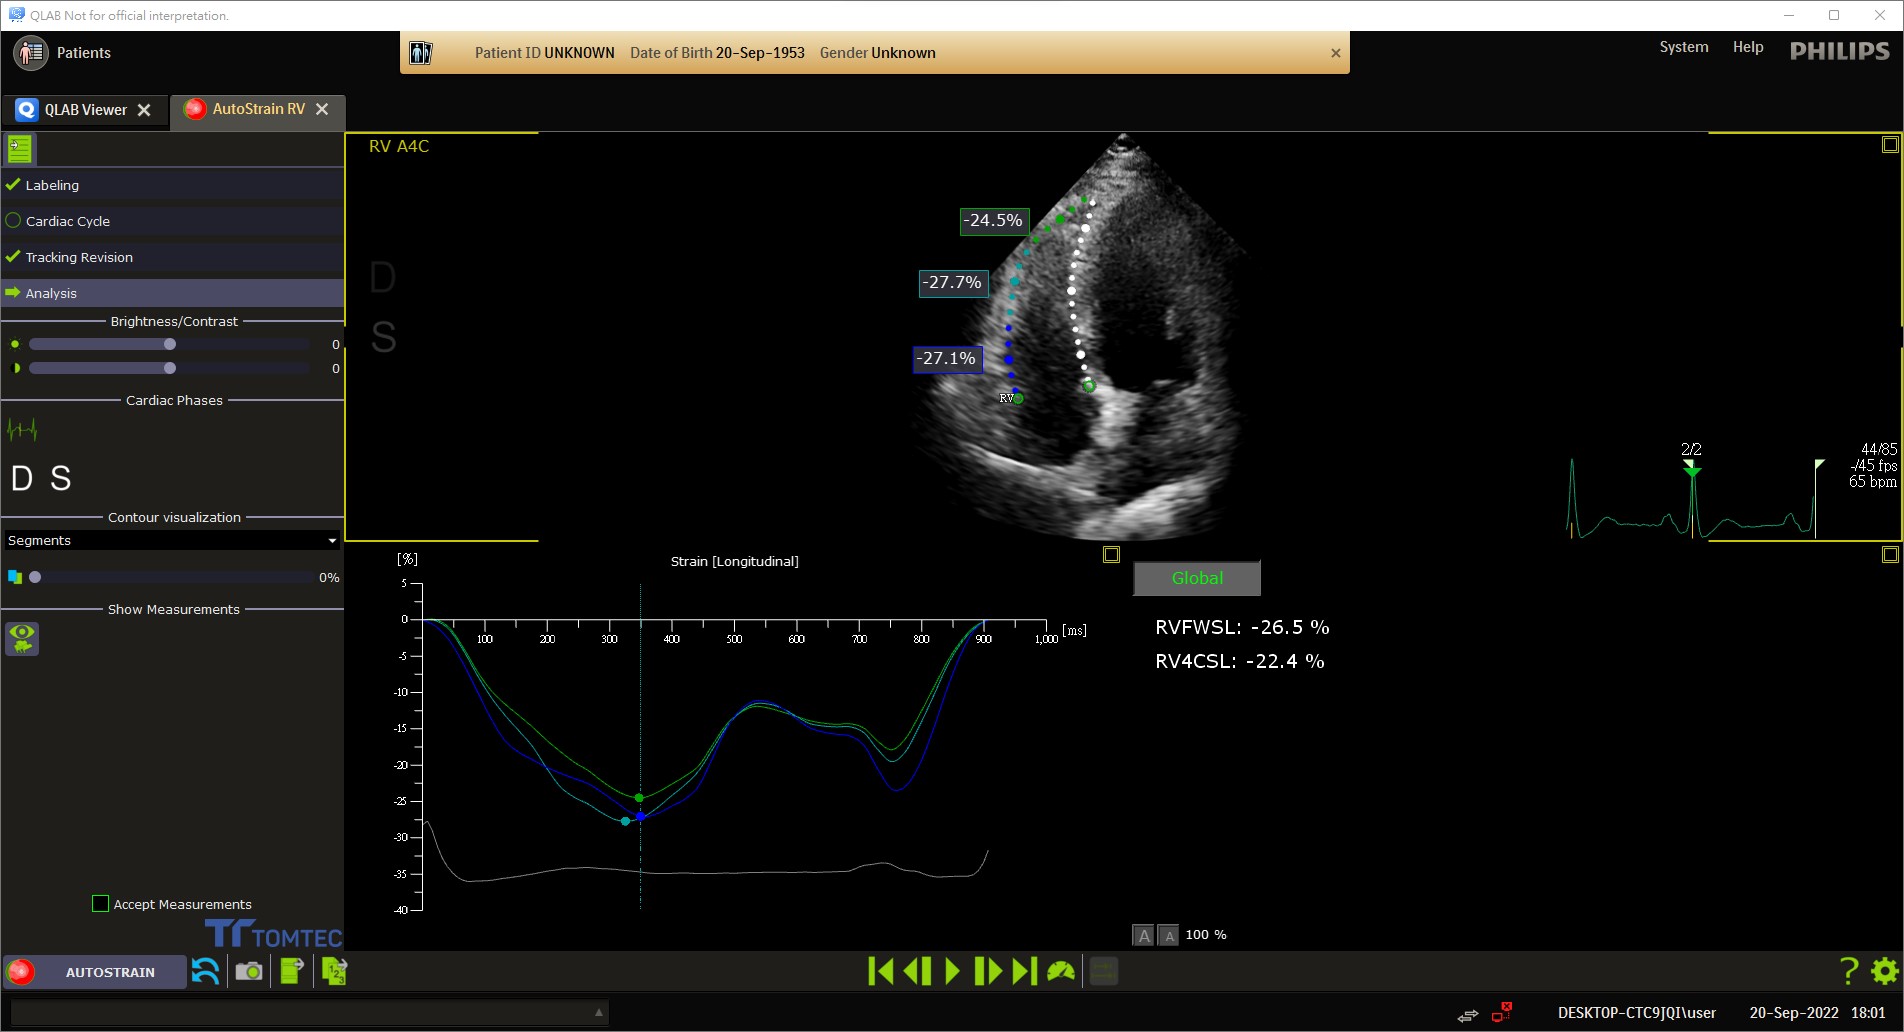 QLAB Not for official interpretation.
Patients
Patient ID UNKNOWN Date of Birth 20-Sep-1953 Gender Unknown
System Help PHILIPS
QLAB Viewer
AutoStrain RV
Labeling
Cardiac Cycle
Tracking Revision
Analysis
Brightness/Contrast
0
0
Cardiac Phases
D S
Contour visualization
Segments
0%
Show Measurements
Accept Measurements
TOMTEC
AUTOSTRAIN
RV A4C
D
S
-24.5%
-27.7%
-27.1%
RV
2/2
44/85
-/45 fps
65 bpm
[%]
Strain [Longitudinal]
5
0
-5
-10
-15
-20
-25
-30
-35
-40
100 200 300 400 500 600 700 800 900 1,000 [ms]
Global
RVFWSL: -26.5 %
RV4CSL: -22.4 %
A A 100 %
DESKTOP-CTC9JQI\user 20-Sep-2022 18:01